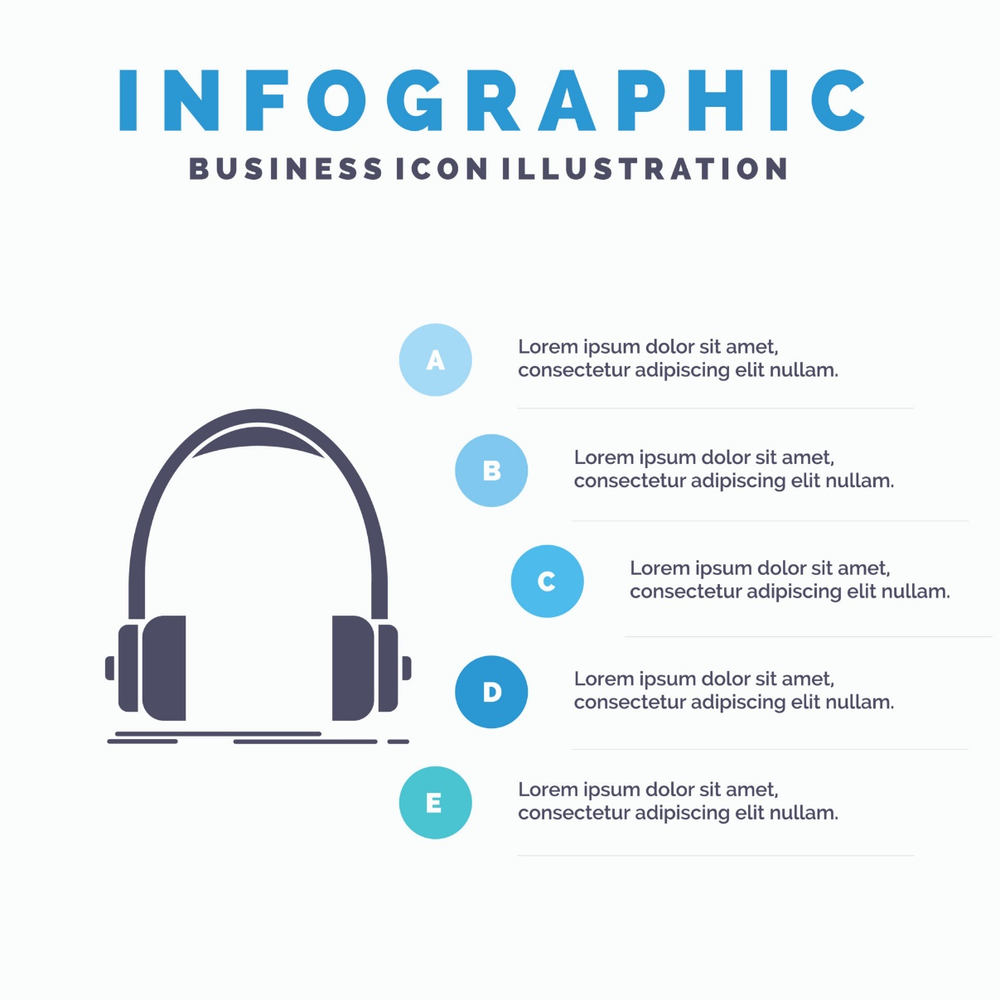 INFOGRAPHIC
BUSINESS ICON ILLUSTRATION
A
Lorem ipsum dolor sit amet,
consectetur adipiscing elit nullam.
B
Lorem ipsum dolor sit amet,
consectetur adipiscing elit nullam.
C
Lorem ipsum dolor sit amet,
consectetur adipiscing elit nullam.
D
Lorem ipsum dolor sit amet,
consectetur adipiscing elit nullam.
E
Lorem ipsum dolor sit amet,
consectetur adipiscing elit nullam.